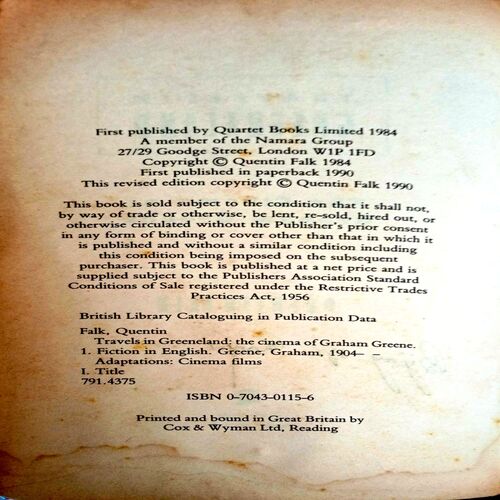 First published by Quartet Books Limited 1984
A member of the Namara Group
27/29 Goodge Street, London W1P 1FD
Copyright © Quentin Falk 1984
First published in paperback 1990
This revised edition copyright © Quentin Falk 1990
This book is sold subject to the condition that it shall not,
by way of trade or otherwise, be lent, re-sold, hired out, or
otherwise circulated without the Publisher's prior consent
in any form of binding or cover other than that in which it
is published and without a similar condition including
this condition being imposed on the subsequent
purchaser. This book is published at a net price and is
supplied subject to the Publishers Association Standard
Conditions of Sale registered under the Restrictive Trades
Practices Act, 1956
British Library Cataloguing in Publication Data
Falk, Quentin
Travels in Greeneland: the cinema of Graham Greene.
1. Fiction in English. Greene, Graham, 1904– –
Adaptations: Cinema films
I. Title
791.4375
ISBN 0-7043-0115-6
Printed and bound in Great Britain by
Cox & Wyman Ltd, Reading